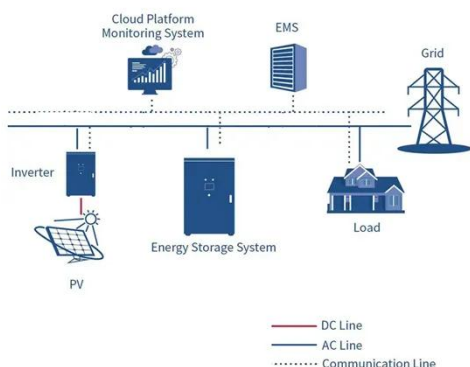 Cloud Platform
Monitoring System
EMS
Grid
Inverter
Energy Storage System
Load
PV
DC Line
AC Line
Communication Line